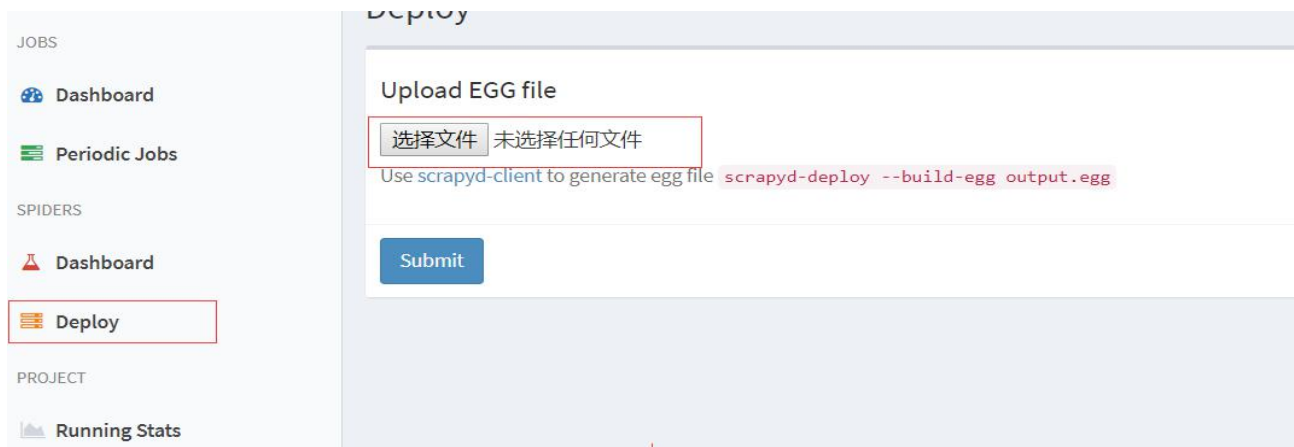 Deploy
JOBS
Dashboard
Periodic Jobs
SPIDERS
Dashboard
Deploy
PROJECT
Running Stats
Upload EGG file
选择文件 未选择任何文件
Use scrapyd-client to generate egg file scrapyd-deploy --build-egg output.egg
Submit